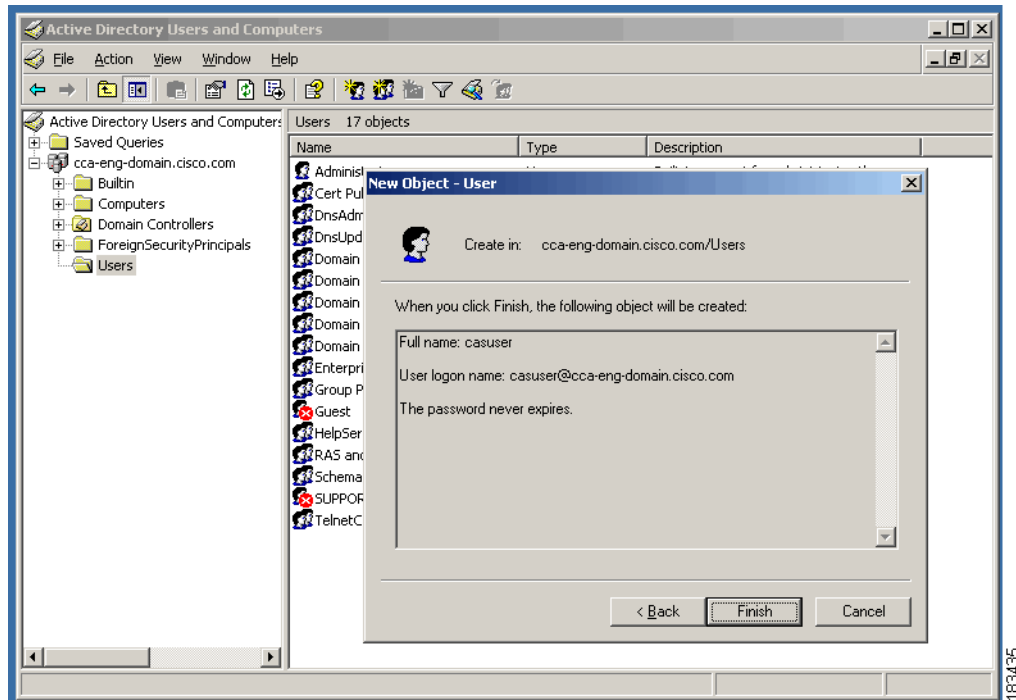 Active Directory Users and Computers
File Action View Window Help
Active Directory Users and Computers
Saved Queries
cca-eng-domain.cisco.com
Builtin
Computers
Domain Controllers
ForeignSecurityPrincipals
Users
Users 17 objects
Name Type Description
Adminis
Cert Pul
DnsAdm
DnsUpd
Domain
Domain
Domain
Domain
Domain
Enterpri
Group P
Guest
HelpSer
RAS and
Schema
SUPPOR
TelnetC
New Object - User
Create in: cca-eng-domain.cisco.com/Users
When you click Finish, the following object will be created:
Full name: casuser
User logon name: casuser@cca-eng-domain.cisco.com
The password never expires.
< Back Finish Cancel
183435